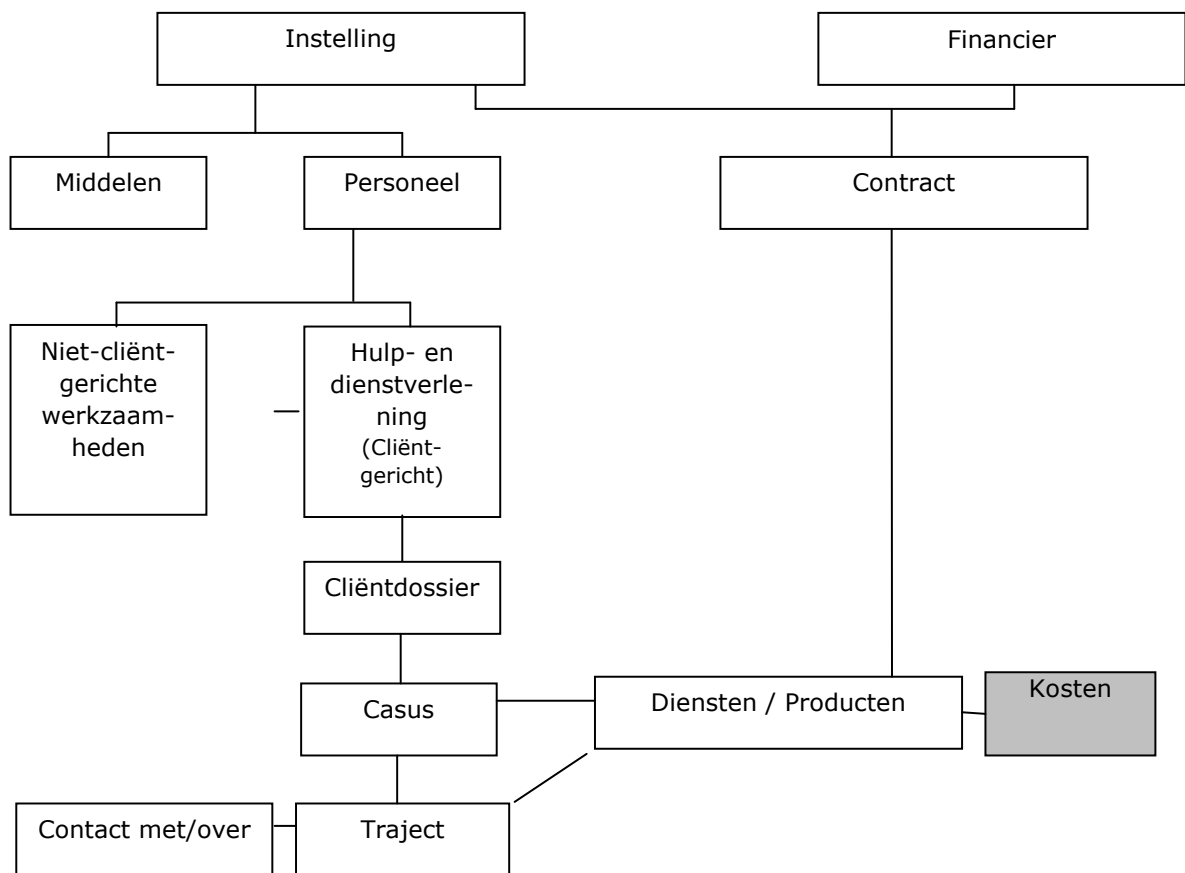 Instelling
Financier
Middelen
Personeel
Contract
Niet-cliënt-
gerichte
werkzaam-
heden
Hulp- en
dienstverle-
ning
(Cliënt-
gericht)
Cliëntdossier
Casus
Diensten / Producten
Kosten
Contact met/over
Traject